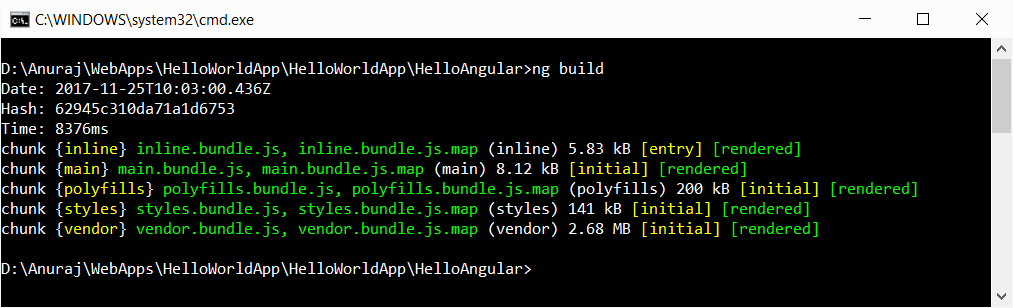 C:\WINDOWS\system32\cmd.exe
D:\Anuraj\WebApps\HelloWorldApp\HelloWorldApp\HelloAngular>ng build
Date: 2017-11-25T10:03:00.436Z
Hash: 62945c310da71a1d6753
Time: 8376ms
chunk {inline} inline.bundle.js, inline.bundle.js.map (inline) 5.83 kB [entry] [rendered]
chunk {main} main.bundle.js, main.bundle.js.map (main) 8.12 kB [initial] [rendered]
chunk {polyfills} polyfills.bundle.js, polyfills.bundle.js.map (polyfills) 200 kB [initial] [rendered]
chunk {styles} styles.bundle.js, styles.bundle.js.map (styles) 141 kB [initial] [rendered]
chunk {vendor} vendor.bundle.js, vendor.bundle.js.map (vendor) 2.68 MB [initial] [rendered]
D:\Anuraj\WebApps\HelloWorldApp\HelloWorldApp\HelloAngular>